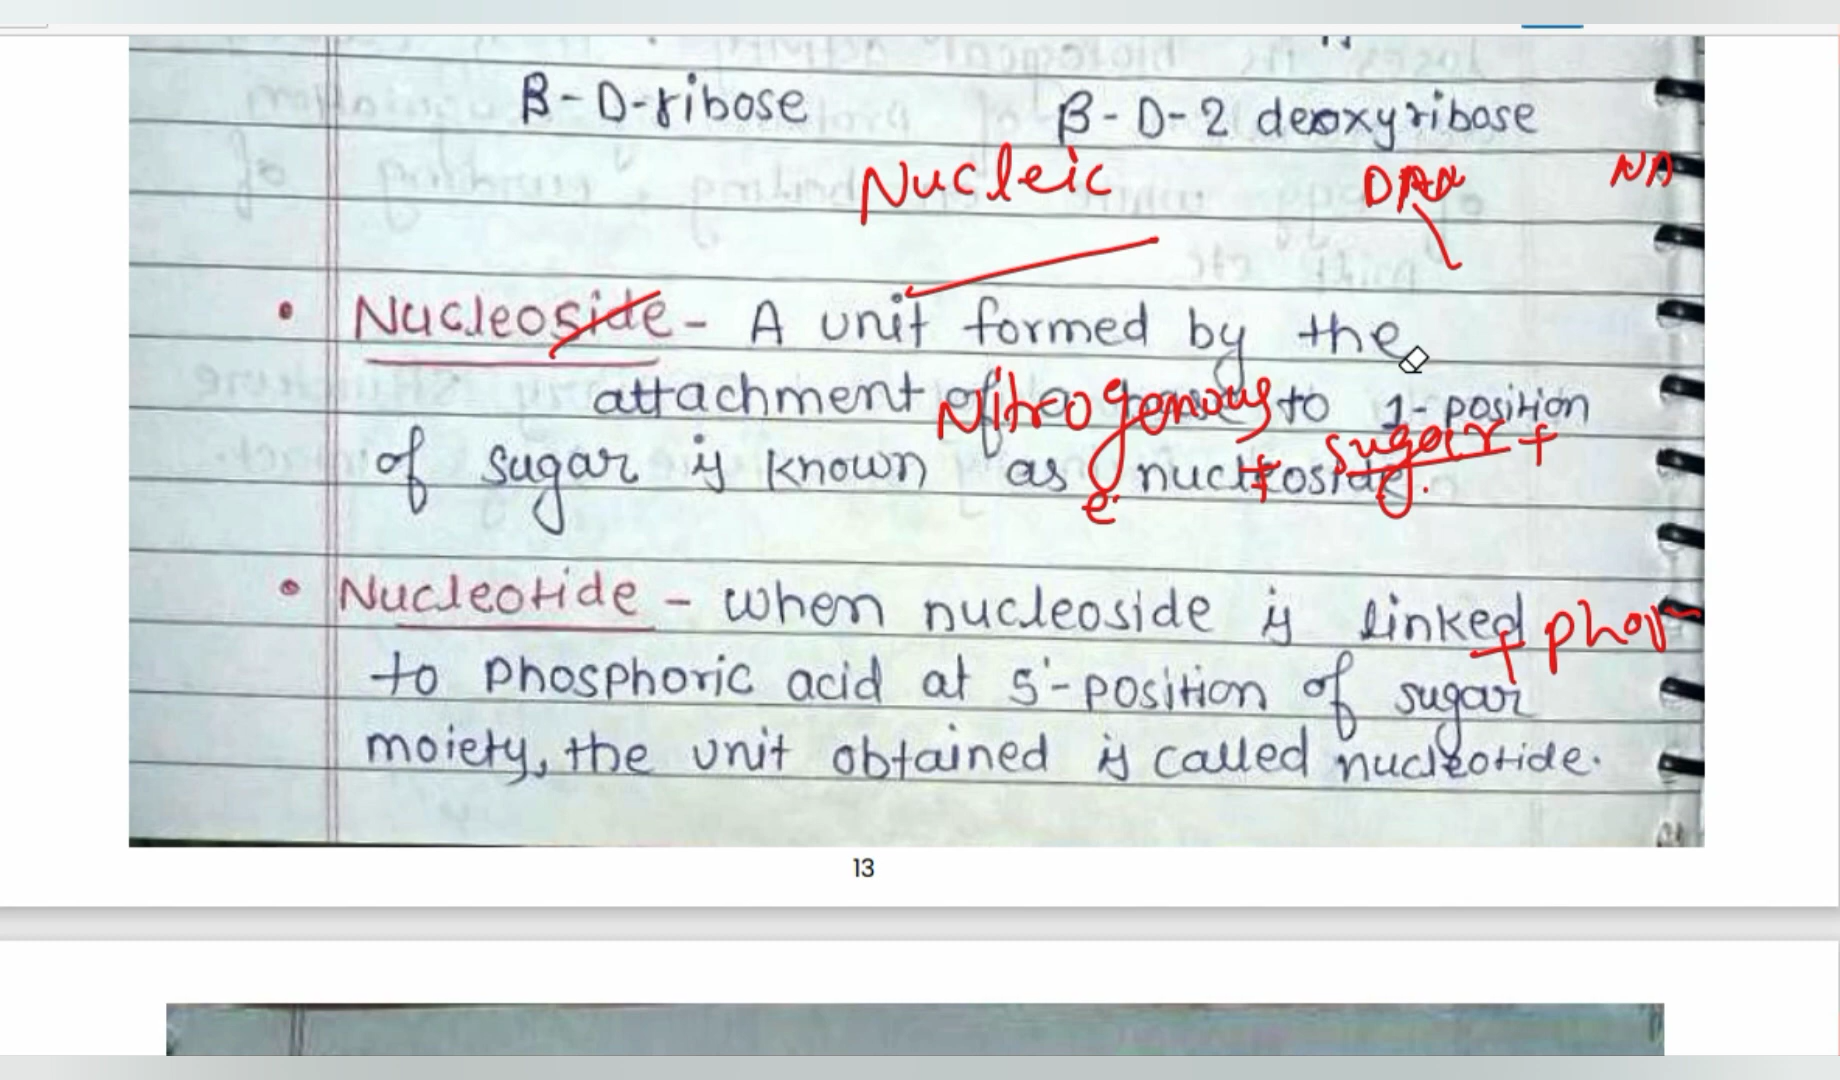 β-D-ribose
β-D-2 deoxyribose
Nucleic
NA
• Nucleoside - A unit formed by the
attachment of Nitrogenous to 1-position
sugar +
of sugar is known as nucleoside.
+
e
• Nucleotide - when nucleoside is linked
+ phos
to phosphoric acid at 5'-position of sugar
moiety, the unit obtained is called nucleotide.
13